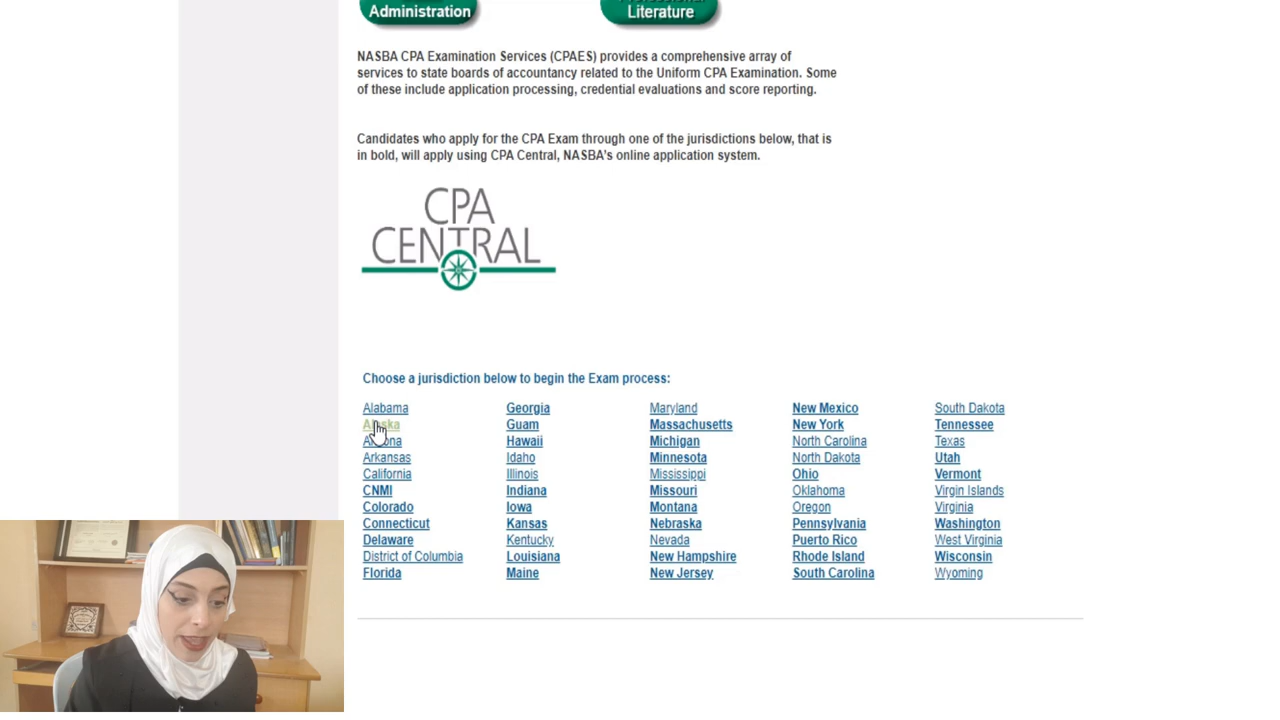 Administration
Literature
NASBA CPA Examination Services (CPAES) provides a comprehensive array of
services to state boards of accountancy related to the Uniform CPA Examination. Some
of these include application processing, credential evaluations and score reporting.
Candidates who apply for the CPA Exam through one of the jurisdictions below, that is
in bold, will apply using CPA Central, NASBA's online application system.
CPA
CENTRAL
Choose a jurisdiction below to begin the Exam process:
Alabama Georgia Maryland New Mexico South Dakota
Alaska Guam Massachusetts New York Tennessee
Arizona Hawaii Michigan North Carolina Texas
Arkansas Idaho Minnesota North Dakota Utah
California Illinois Mississippi Ohio Vermont
CNMI Indiana Missouri Oklahoma Virgin Islands
Colorado Iowa Montana Oregon Virginia
Connecticut Kansas Nebraska Pennsylvania Washington
Delaware Kentucky Nevada Puerto Rico West Virginia
District of Columbia Louisiana New Hampshire Rhode Island Wisconsin
Florida Maine New Jersey South Carolina Wyoming